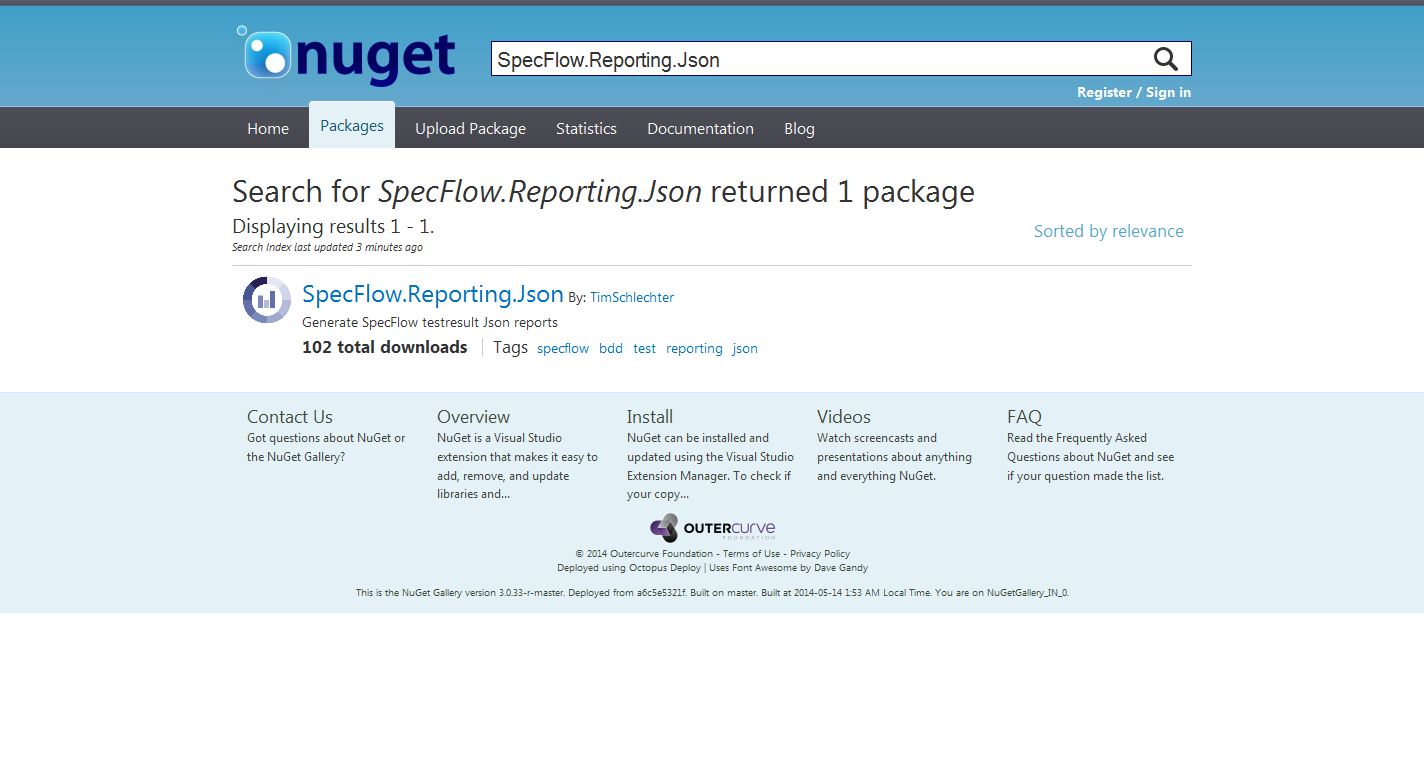 nuget
SpecFlow.Reporting.Json
Register / Sign in
Home Packages Upload Package Statistics Documentation Blog
Search for SpecFlow.Reporting.Json returned 1 package
Displaying results 1 - 1.
Sorted by relevance
Search Index last updated 3 minutes ago
SpecFlow.Reporting.Json By: TimSchlechter
Generate SpecFlow testresult Json reports
102 total downloads Tags specflow bdd test reporting json
Contact Us
Got questions about NuGet or
the NuGet Gallery?
Overview
NuGet is a Visual Studio
extension that makes it easy to
add, remove, and update
libraries and...
Install
NuGet can be installed and
updated using the Visual Studio
Extension Manager. To check if
your copy...
Videos
Watch screencasts and
presentations about anything
and everything NuGet.
FAQ
Read the Frequently Asked
Questions about NuGet and see
if your question made the list.
OUTERCURVE
FOUNDATION
© 2014 Outercurve Foundation - Terms of Use - Privacy Policy
Deployed using Octopus Deploy | Uses Font Awesome by Dave Gandy
This is the NuGet Gallery version 3.0.33-r-master. Deployed from a6c5e5321f. Built on master. Built at 2014-05-14 1:53 AM Local Time. You are on NuGetGallery_IN_0.